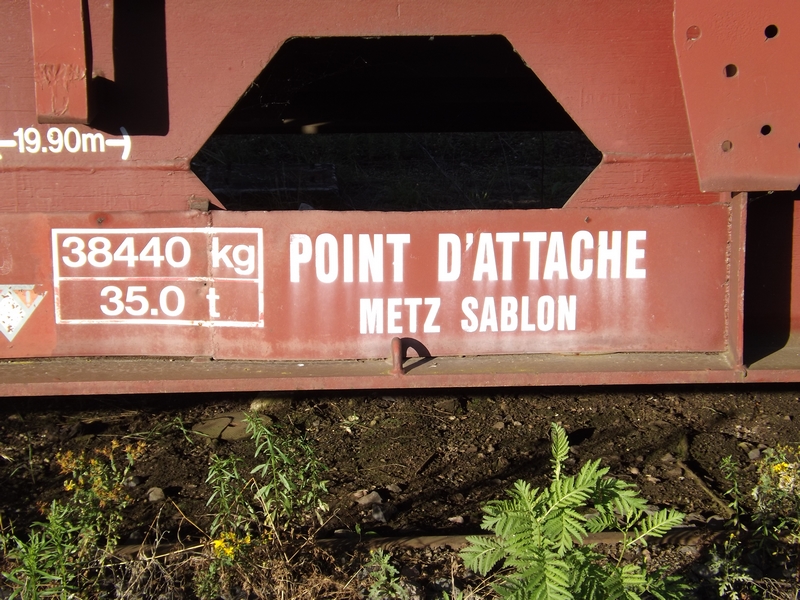 19.90m
38440 kg
35.0 t
POINT D'ATTACHE
METZ SABLON